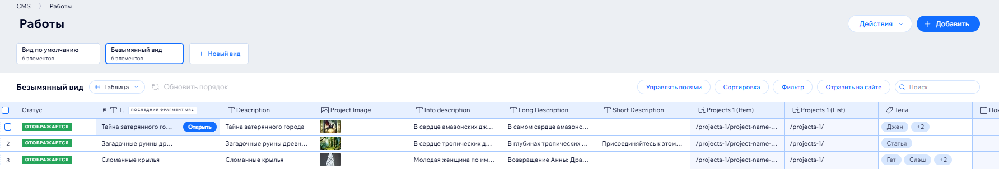 CMS > Работы
Работы
Действия
+ Добавить
Вид по умолчанию
6 элементов
Безымянный вид
6 элементов
+ Новый вид
Безымянный вид
Таблица
Обновить порядок
Управлять полями
Сортировка
Фильтр
Отразить на сайте
Поиск
Статус T.. ПОСЛЕДНИЙ ФРАГМЕНТ URL Description Project Image Info description Long Description Short Description Projects 1 (Item) Projects 1 (List) Теги Пок
ОТОБРАЖАЕТСЯ Тайна затерянного го... Открыть Тайна затерянного города В сердце амазонских дж... В самом сердце амазонс... /projects-1/project-name-... /projects-1/ Джен +2
2 ОТОБРАЖАЕТСЯ Загадочные руины др... Загадочные руины древн... В сердце тропических д... В глубинах тропических ... Присоединяйтесь к этом... /projects-1/project-name-... /projects-1/ Статья
3 ОТОБРАЖАЕТСЯ Сломанные крылья Сломанные крылья Молодая женщина по им... Возвращение Анны: Дра... /projects-1/project-name-... /projects-1/ Гет Слэш +2